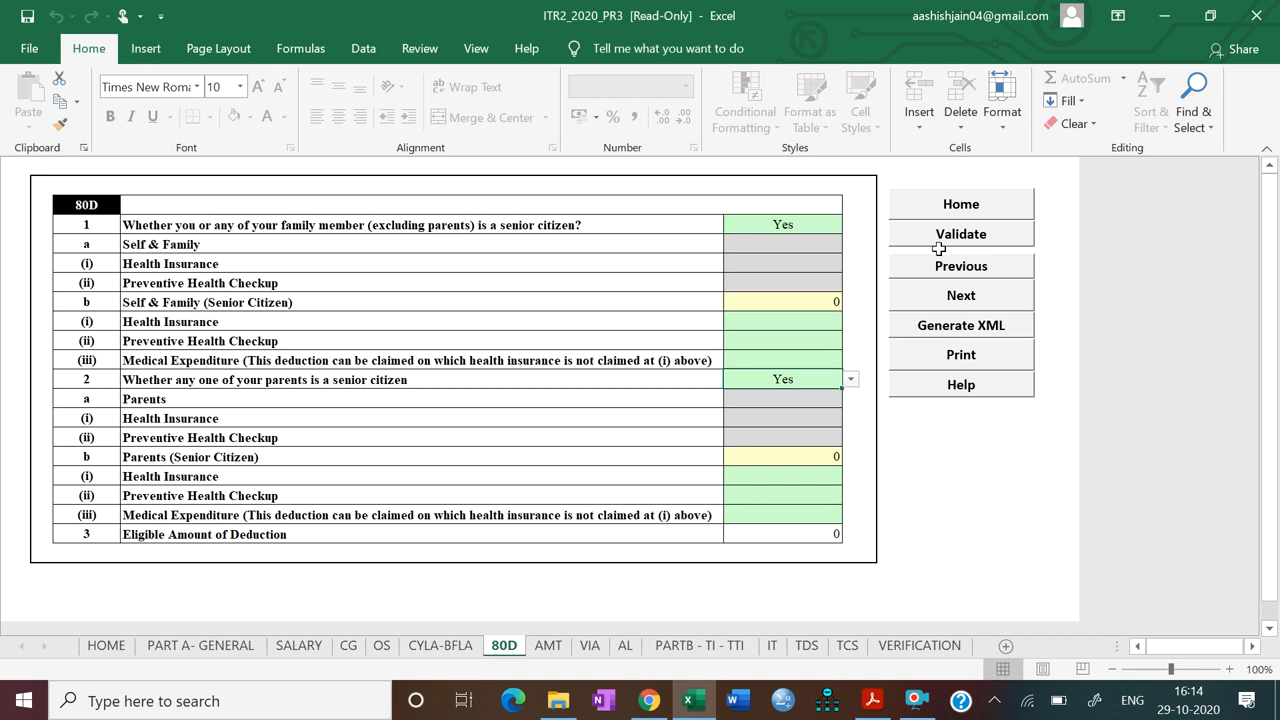 ITR2_2020_PR3 [Read-Only] - Excel
aashishjain04@gmail.com
File Home Insert Page Layout Formulas Data Review View Help Tell me what you want to do Share
Paste
Times New Roma 10
Wrap Text
Merge & Center
Conditional Formatting
Format as Table
Cell Styles
Insert Delete Format
AutoSum
Fill
Clear
Sort & Filter
Find & Select
Clipboard Font Alignment Number Styles Cells Editing
80D
1 Whether you or any of your family member (excluding parents) is a senior citizen? Yes
a Self & Family
(i) Health Insurance
(ii) Preventive Health Checkup
b Self & Family (Senior Citizen) 0
(i) Health Insurance
(ii) Preventive Health Checkup
(iii) Medical Expenditure (This deduction can be claimed on which health insurance is not claimed at (i) above)
2 Whether any one of your parents is a senior citizen Yes
a Parents
(i) Health Insurance
(ii) Preventive Health Checkup
b Parents (Senior Citizen) 0
(i) Health Insurance
(ii) Preventive Health Checkup
(iii) Medical Expenditure (This deduction can be claimed on which health insurance is not claimed at (i) above)
3 Eligible Amount of Deduction 0
Home
Validate
Previous
Next
Generate XML
Print
Help
HOME PART A- GENERAL SALARY CG OS CYLA-BFLA 80D AMT VIA AL PARTB - TI - TTI IT TDS TCS VERIFICATION
100%
Type here to search
ENG
16:14
29-10-2020